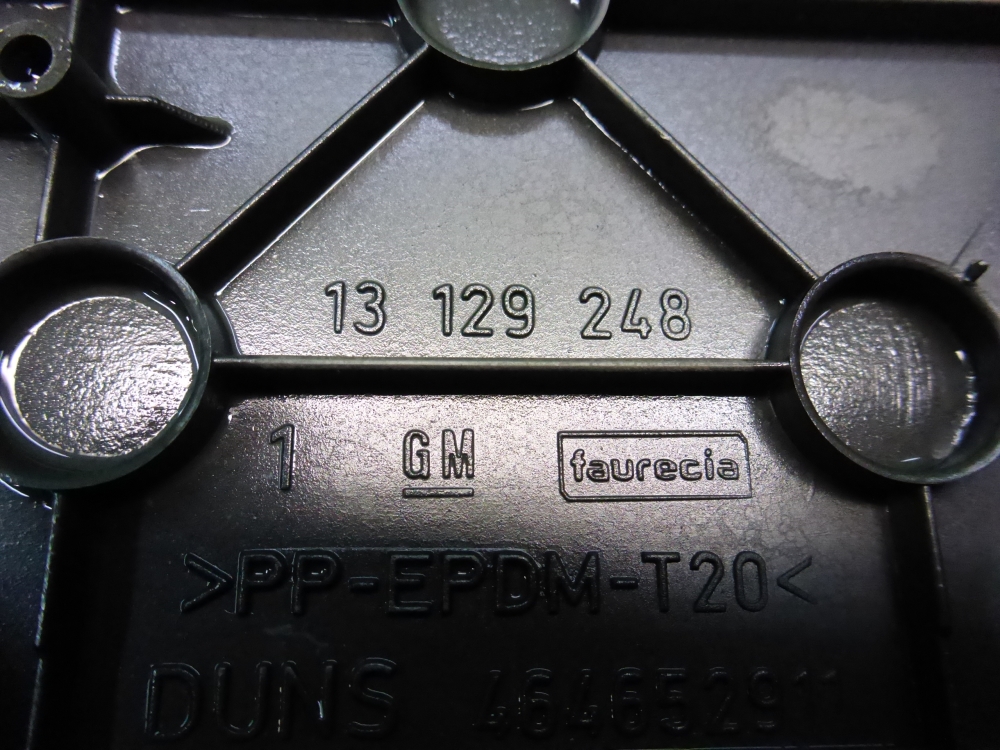 13 129 248
1 GM faurecia
>PP-EPDM-T20<
DUNS 464652911